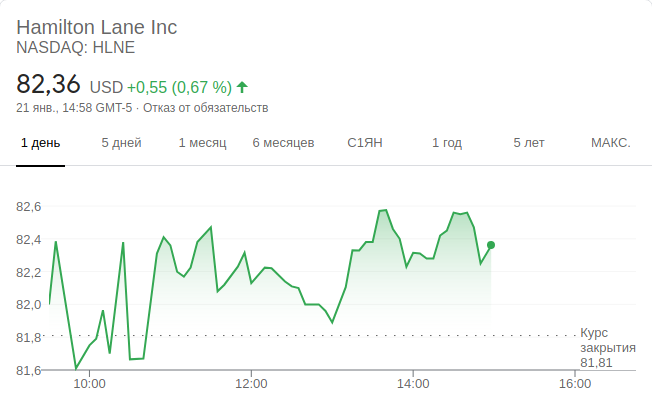 Hamilton Lane Inc
NASDAQ: HLNE
82,36 USD +0,55 (0,67 %)
21 янв., 14:58 GMT-5 · Отказ от обязательств
1 день 5 дней 1 месяц 6 месяцев С1ЯН 1 год 5 лет МАКС.
82,6
82,4
82,2
82,0
81,8
81,6
Курс
закрытия
81,81
10:00 12:00 14:00 16:00